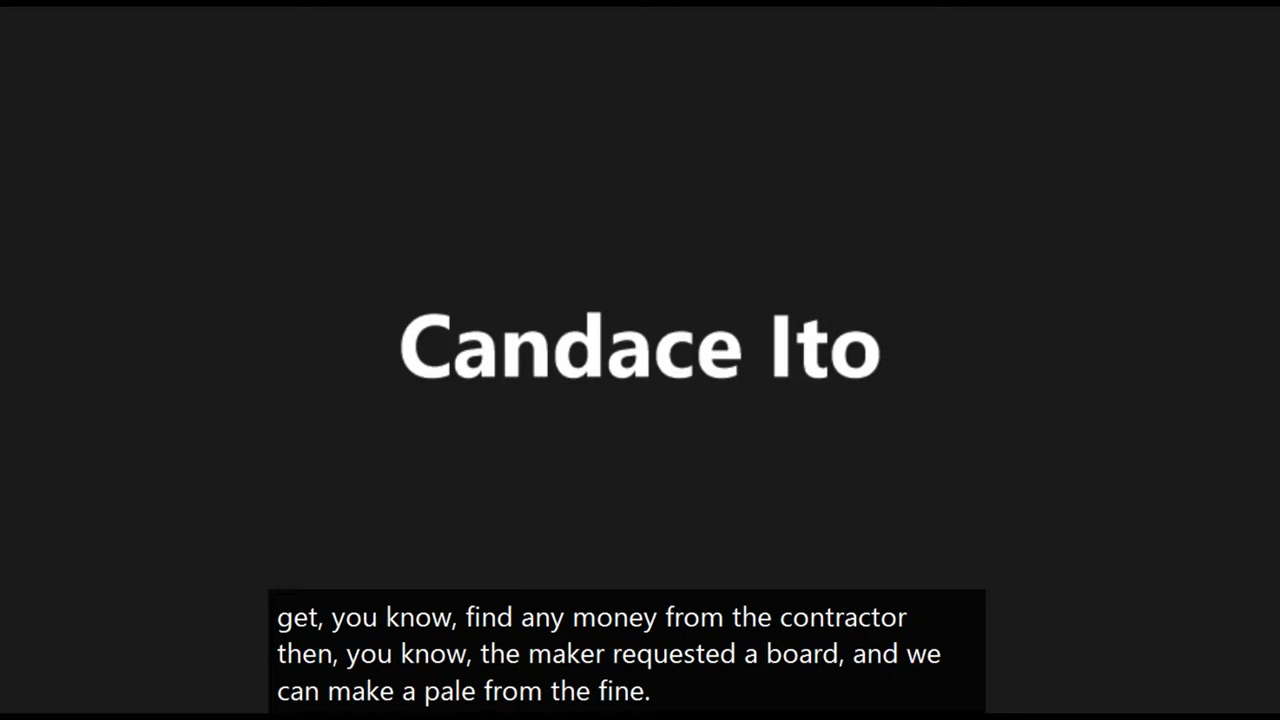 Candace Ito
get, you know, find any money from the contractor
then, you know, the maker requested a board, and we
can make a pale from the fine.